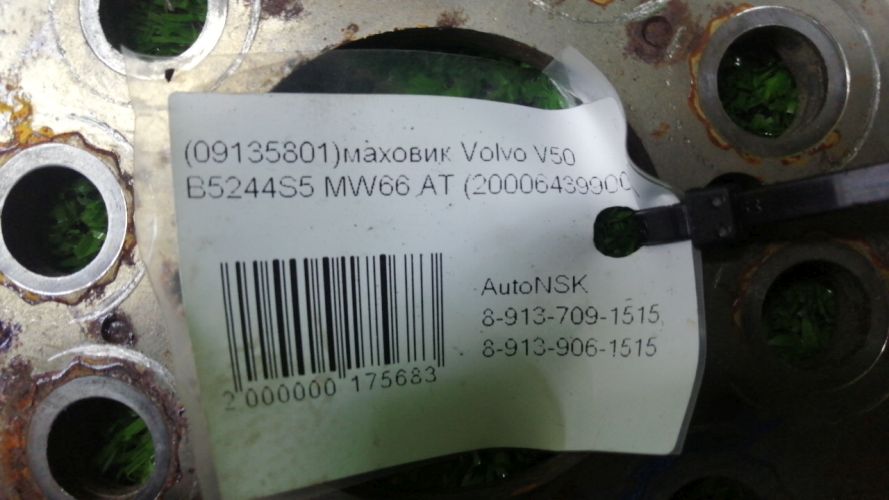 (09135801)маховик Volvo V50
B5244S5 MW66 AT (2000643990
AutoNSK
8-913-709-1515,
8-913-906-1515
2 000000 175683